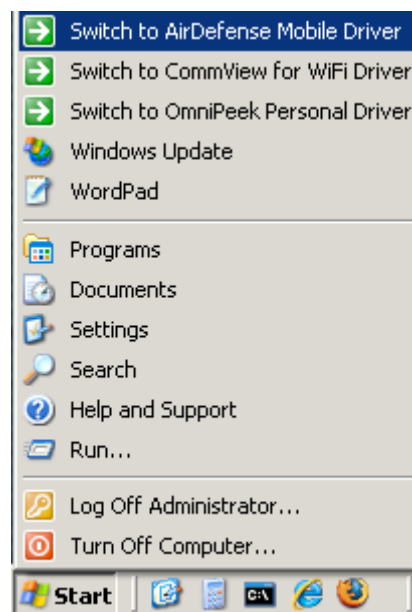 Switch to AirDefense Mobile Driver
Switch to CommView for WiFi Driver
Switch to OmniPeek Personal Driver
Windows Update
WordPad
Programs
Documents
Settings
Search
Help and Support
Run...
Log Off Administrator...
Turn Off Computer...
Start